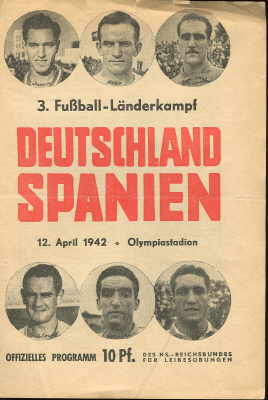 3. Fußball-Länderkampf
DEUTSCHLAND
SPANIEN
12. April 1942 + Olympiastadion
OFFIZIELLES PROGRAMM 10 Pf. DES NS.-REICHSBUNDES
FÜR LEIBESÜBUNGEN